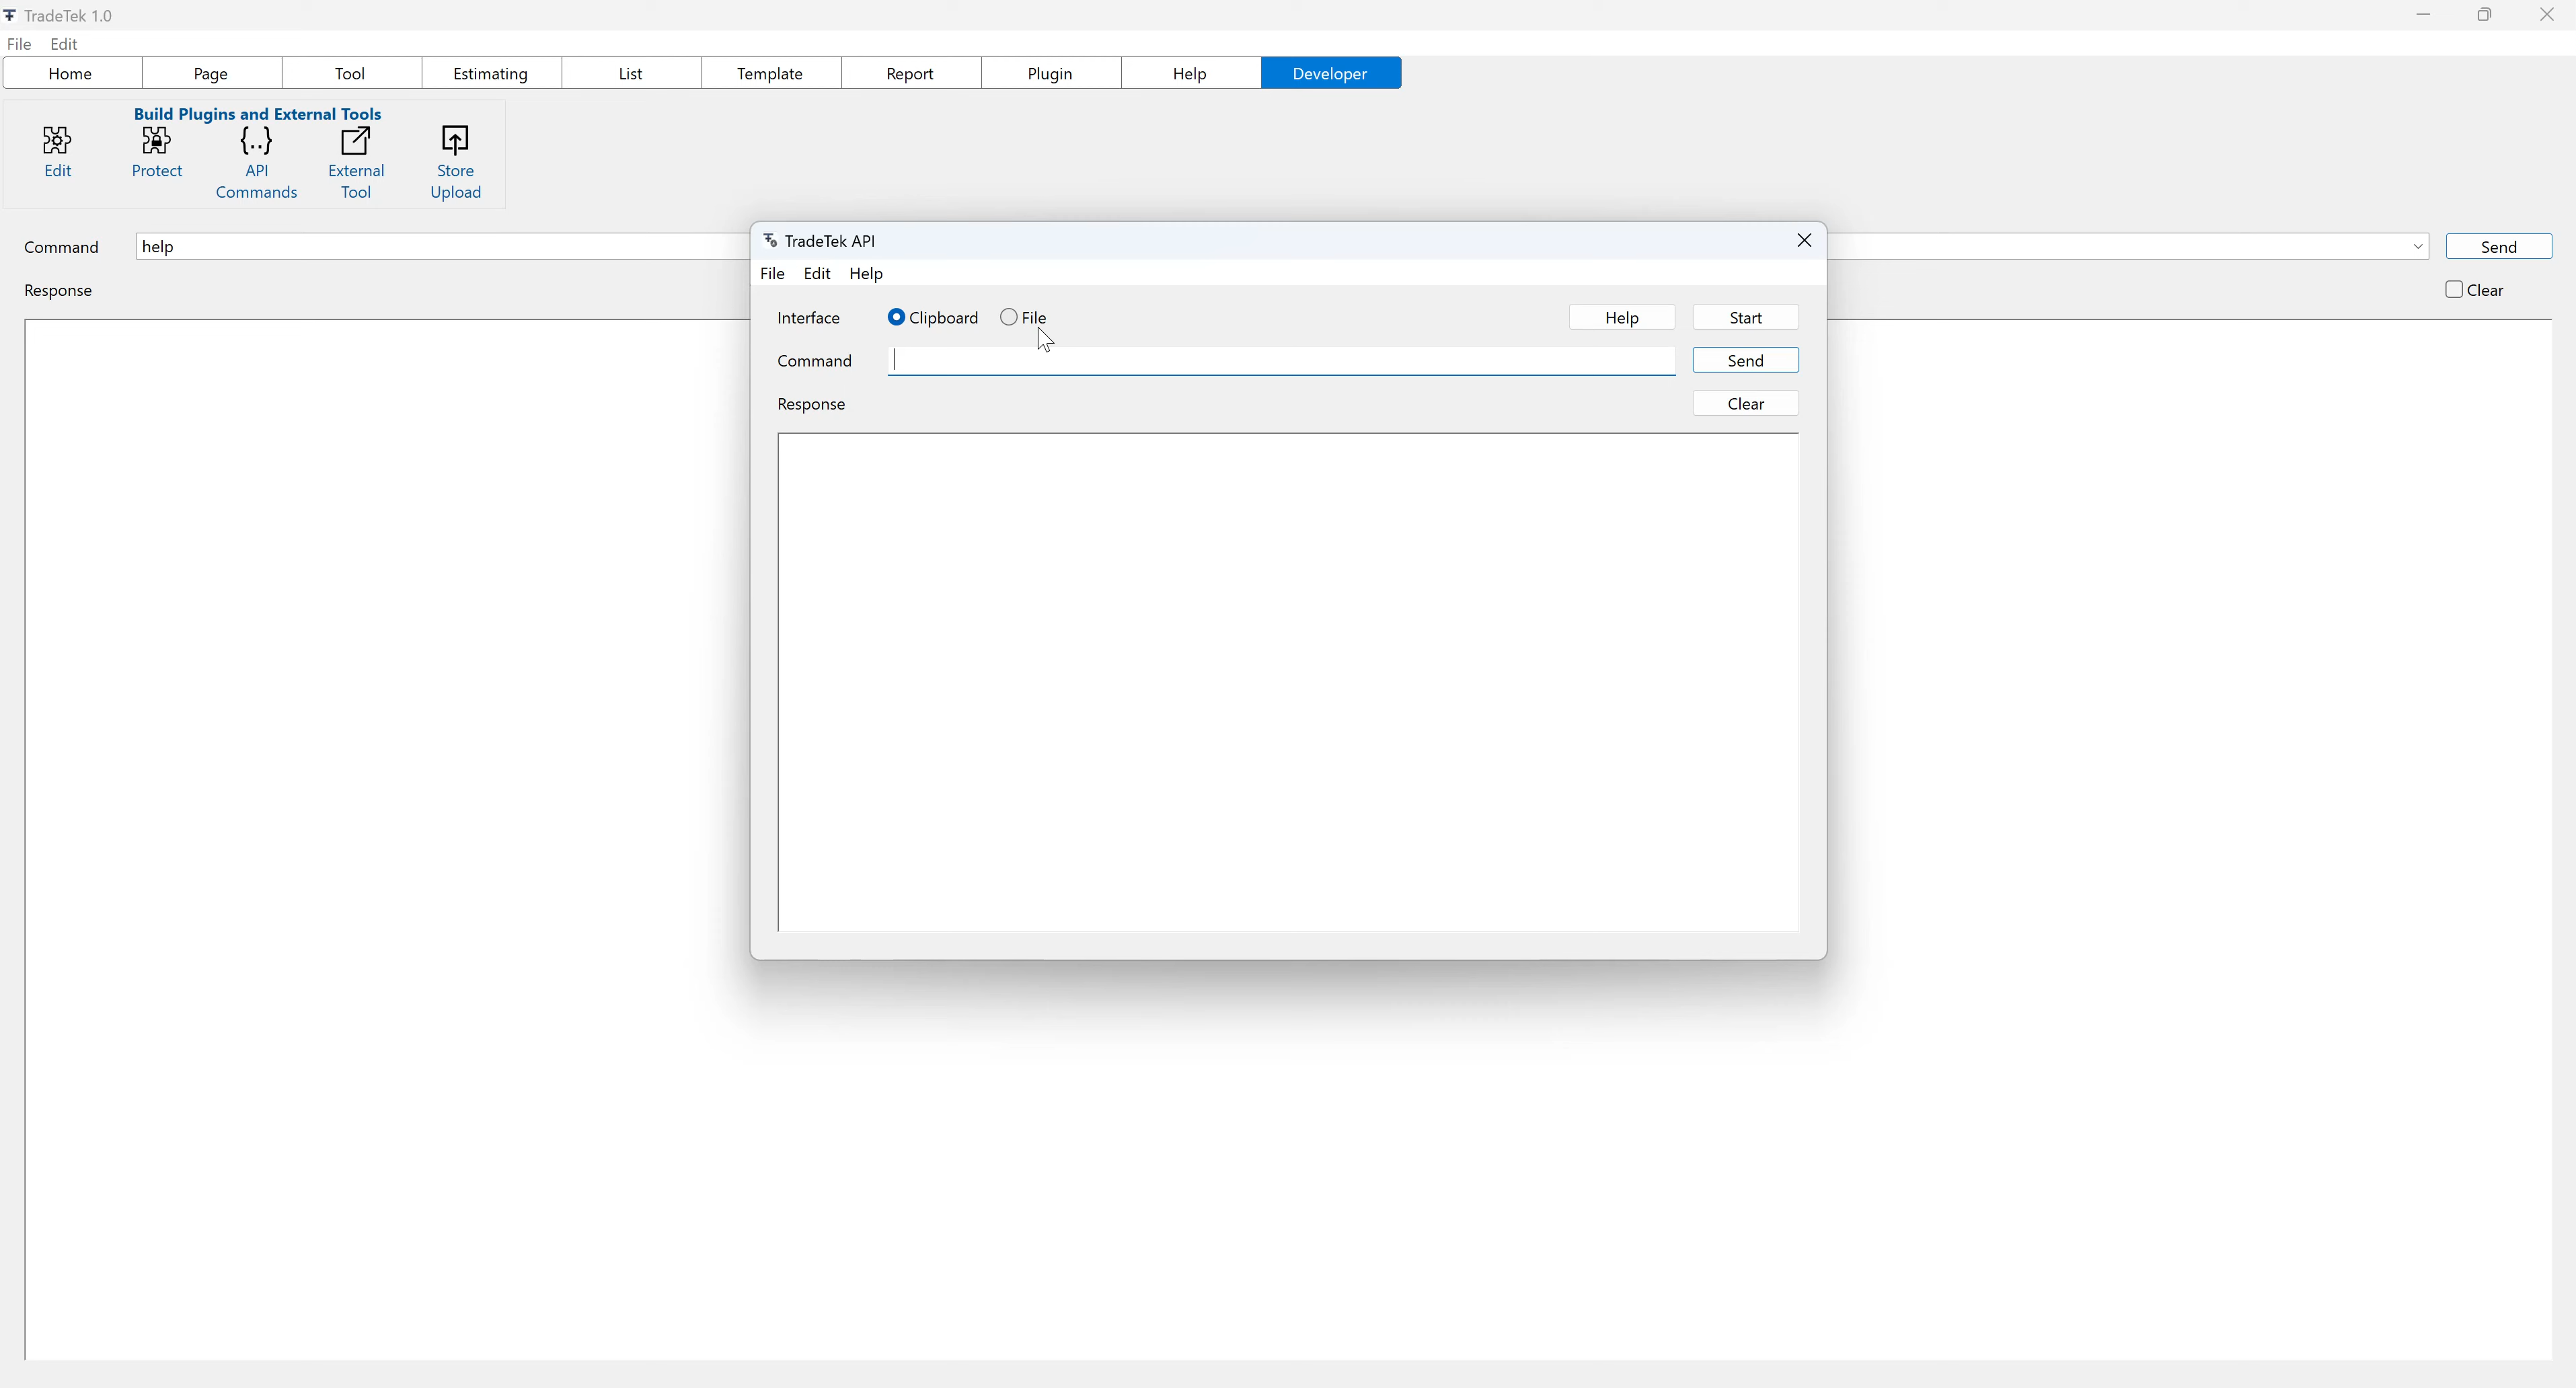 TradeTek 1.0
File Edit
Home Page Tool Estimating List Template Report Plugin Help Developer
Build Plugins and External Tools
Edit Protect API Commands External Tool Store Upload
Command help Send
Response Clear
TradeTek API
File Edit Help
Interface Clipboard File Help Start
Command Send
Response Clear